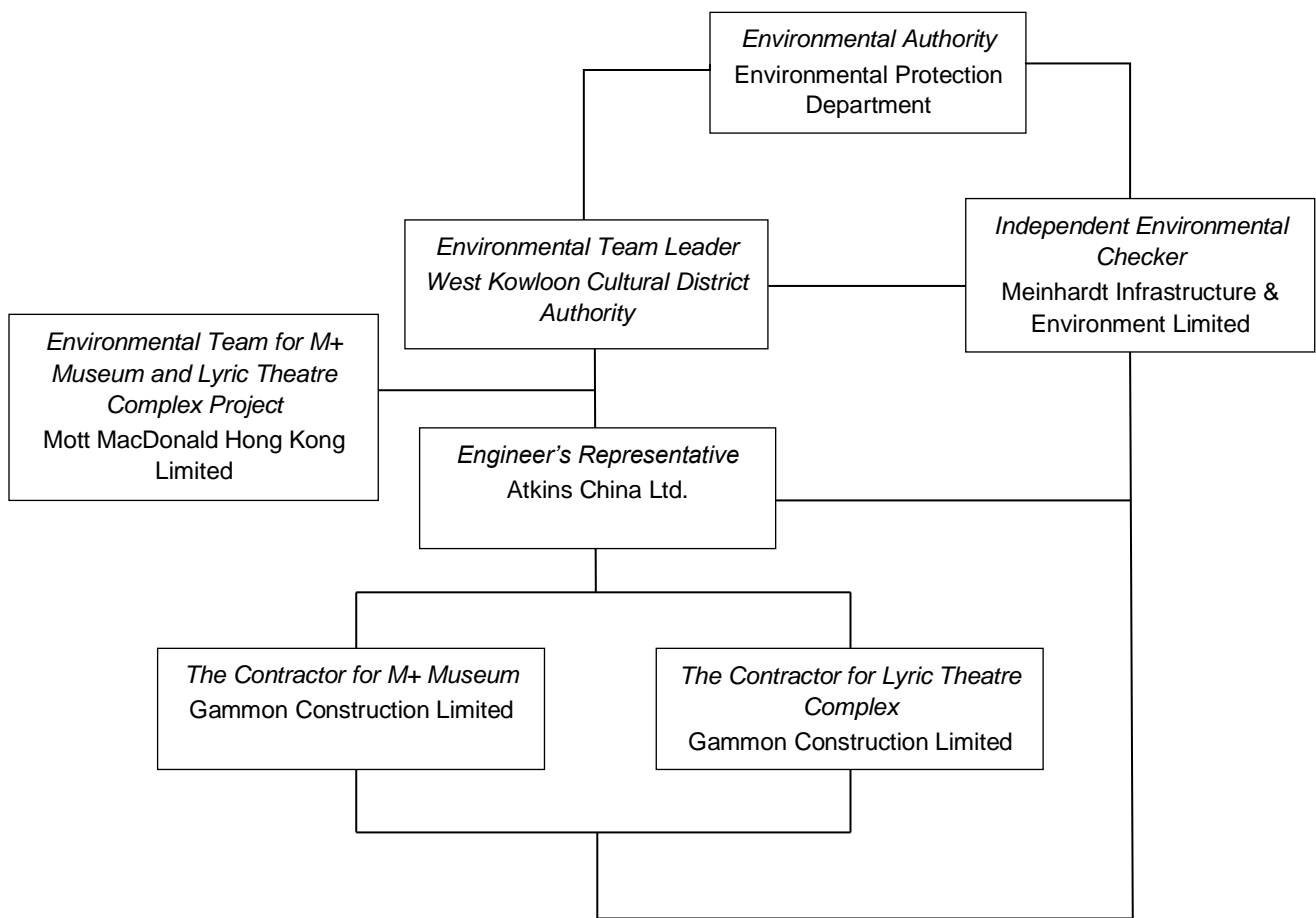 Environmental Authority
Environmental Protection
Department
Environmental Team Leader
West Kowloon Cultural District
Authority
Independent Environmental
Checker
Meinhardt Infrastructure &
Environment Limited
Environmental Team for M+
Museum and Lyric Theatre
Complex Project
Mott MacDonald Hong Kong
Limited
Engineer’s Representative
Atkins China Ltd.
The Contractor for M+ Museum
Gammon Construction Limited
The Contractor for Lyric Theatre
Complex
Gammon Construction Limited